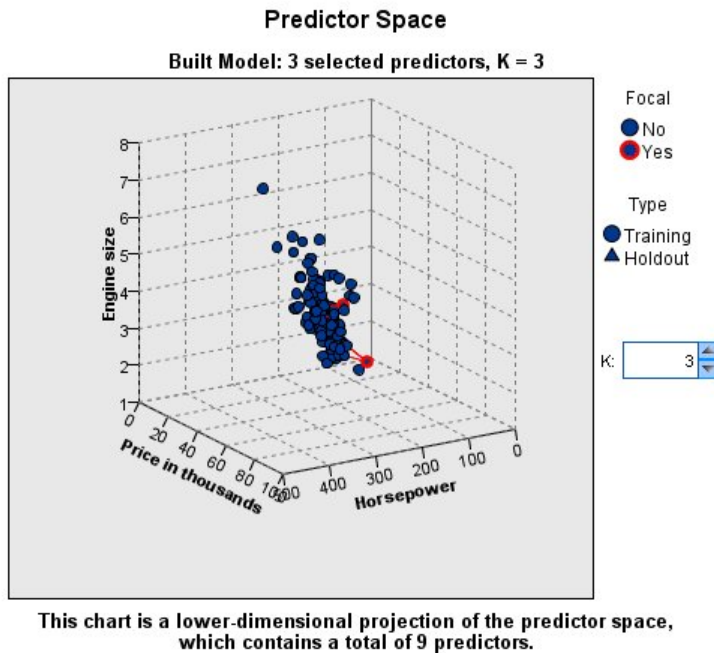 Predictor Space
Built Model: 3 selected predictors, K = 3
Focal
No
Yes
Type
Training
Holdout
K: 3
Engine size
8
7
6
5
4
3
2
1
Price in thousands
0
20
40
60
80
100
Horsepower
500
400
300
200
100
0
This chart is a lower-dimensional projection of the predictor space,
which contains a total of 9 predictors.